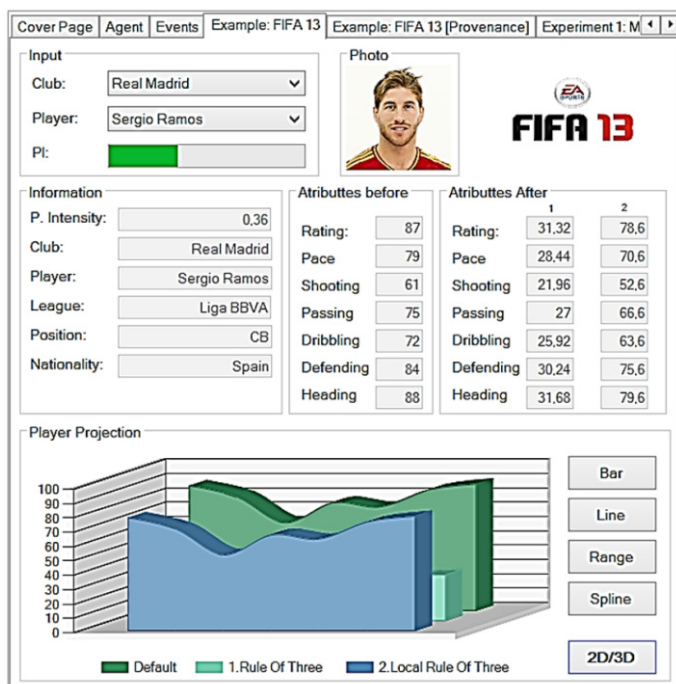 Cover Page Agent Events Example: FIFA 13 Example: FIFA 13 [Provenance] Experiment 1: M
Input
Club: Real Madrid
Player: Sergio Ramos
PI:
Photo
EA
SPORTS
FIFA 13
Information
P. Intensity: 0,36
Club: Real Madrid
Player: Sergio Ramos
League: Liga BBVA
Position: CB
Nationality: Spain
Atributtes before
Rating: 87
Pace 79
Shooting 61
Passing 75
Dribbling 72
Defending 84
Heading 88
Atributtes After
1 2
Rating: 31,32 78,6
Pace 28,44 70,6
Shooting 21,96 52,6
Passing 27 66,6
Dribbling 25,92 63,6
Defending 30,24 75,6
Heading 31,68 79,6
Player Projection
100
90
80
70
60
50
40
30
20
10
0
Default 1.Rule Of Three 2.Local Rule Of Three
Bar
Line
Range
Spline
2D/3D